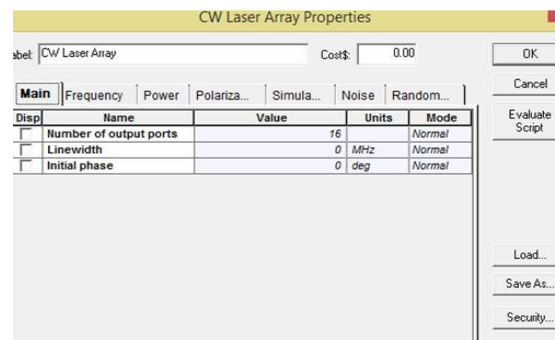 CW Laser Array Properties
abel: CW Laser Array Cost$: 0.00
OK
Cancel
Evaluate
Script
Main Frequency Power Polariza... Simula... Noise Random...
Disp Name Value Units Mode
Number of output ports 16 Normal
Linewidth 0 MHz Normal
Initial phase 0 deg Normal
Load...
Save As...
Security...